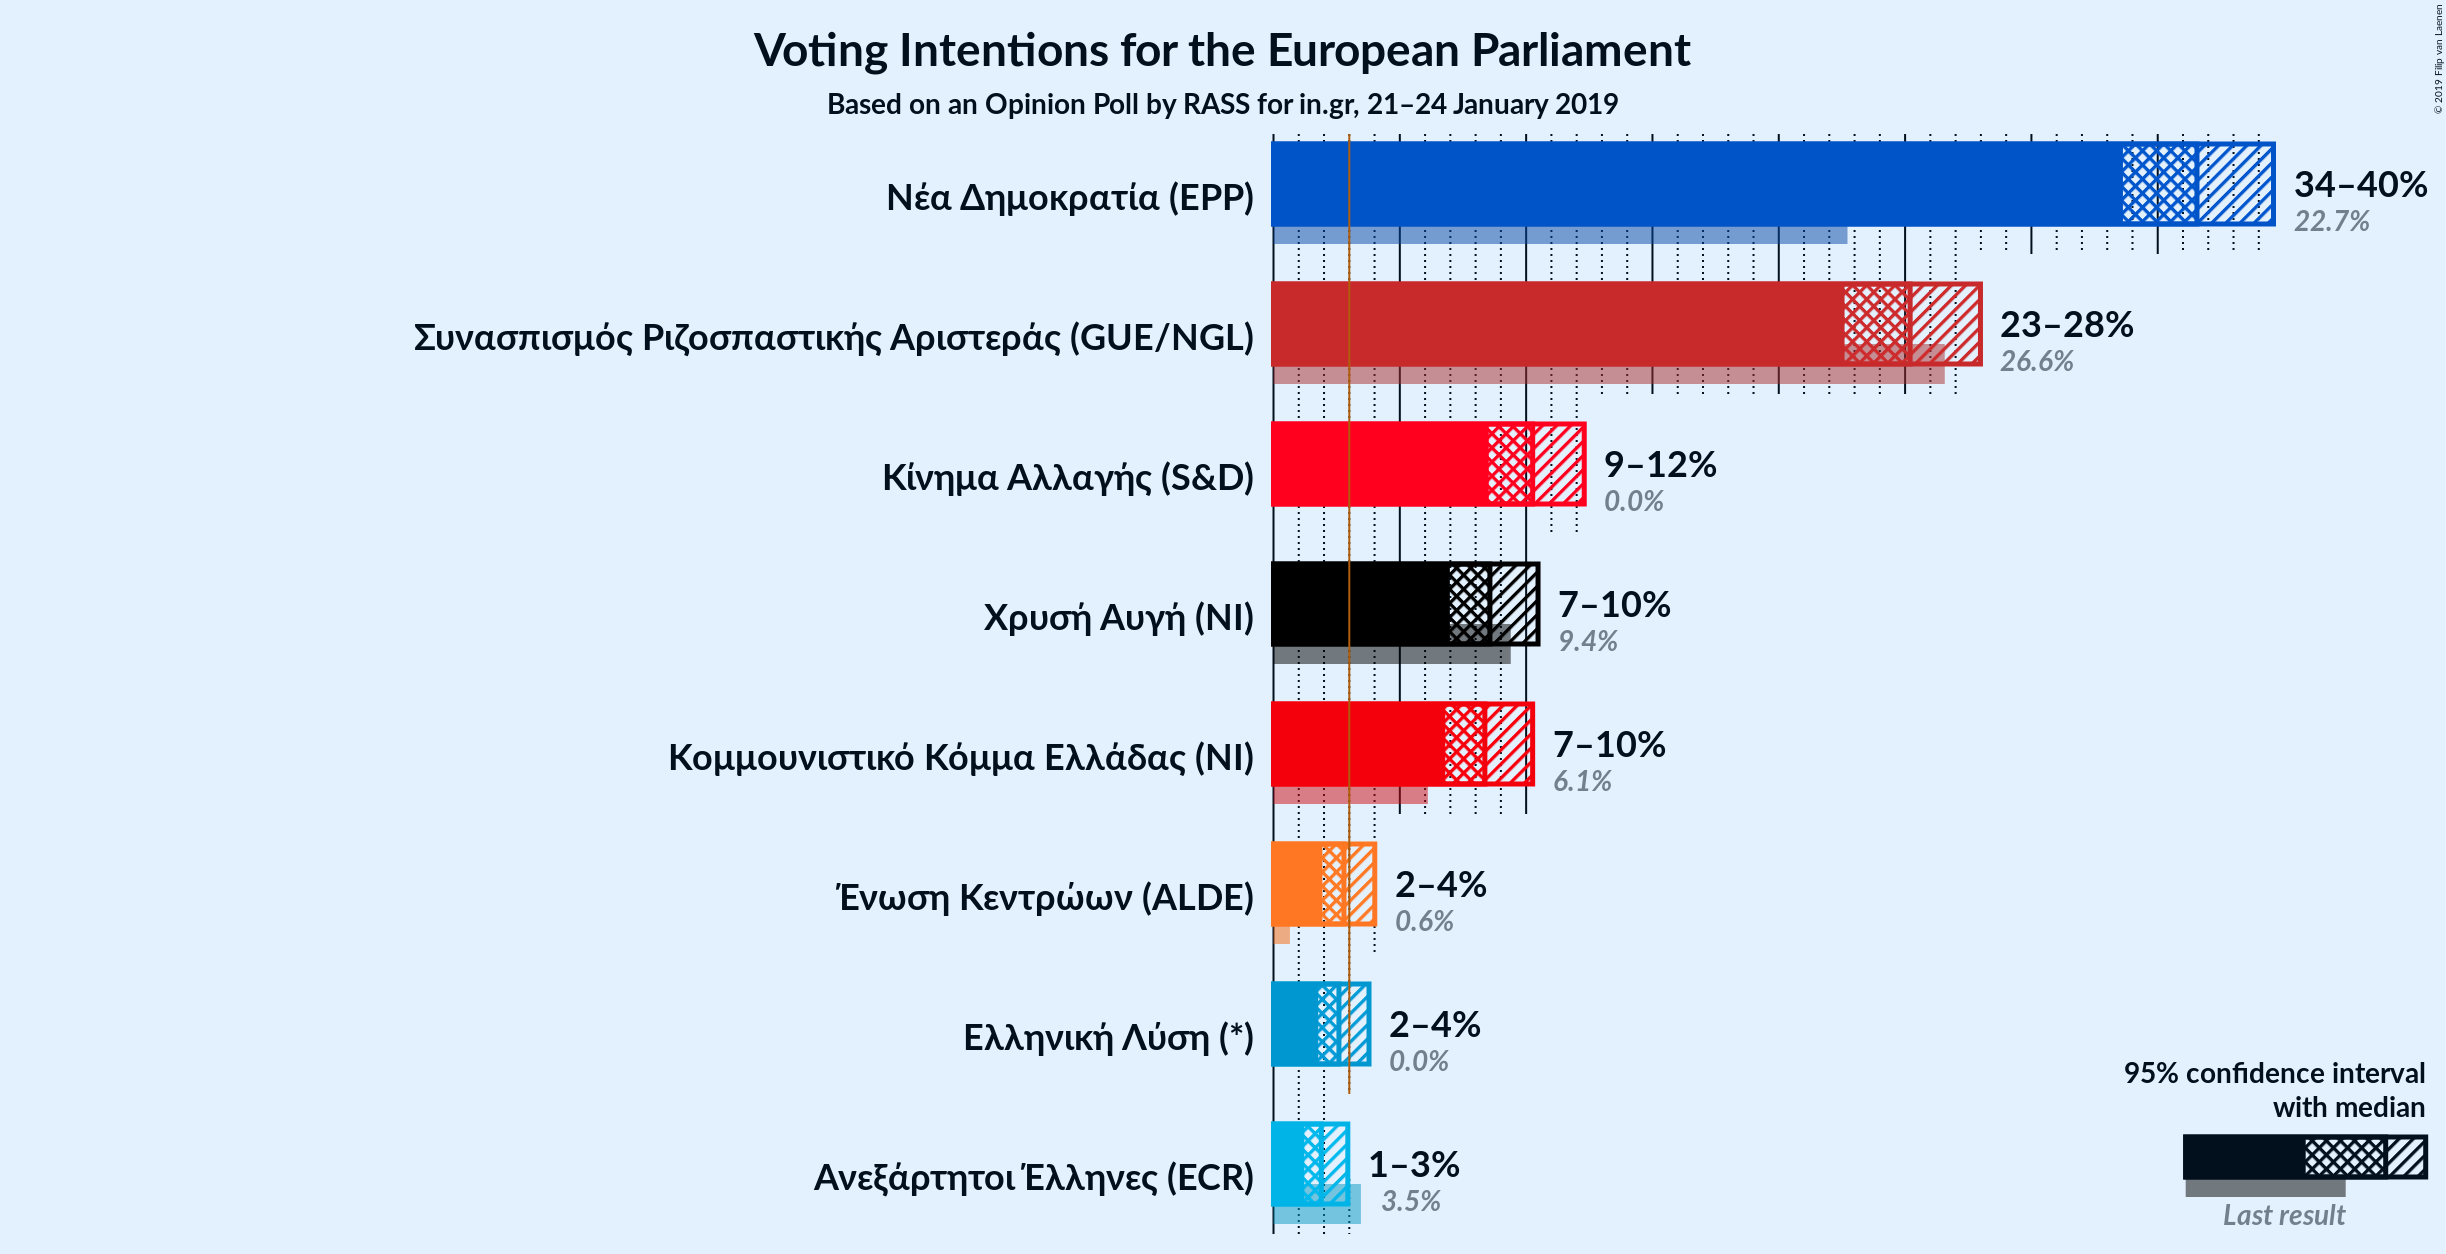 Voting Intentions for the European Parliament
Based on an Opinion Poll by RASS for in.gr, 21–24 January 2019
© 2019 Filip van Laenen
Νέα Δημοκρατία (EPP)
34–40%
22.7%
Συνασπισμός Ριζοσπαστικής Αριστεράς (GUE/NGL)
23–28%
26.6%
Κίνημα Αλλαγής (S&D)
9–12%
0.0%
Χρυσή Αυγή (NI)
7–10%
9.4%
Κομμουνιστικό Κόμμα Ελλάδας (NI)
7–10%
6.1%
Ένωση Κεντρώων (ALDE)
2–4%
0.6%
Ελληνική Λύση (*)
2–4%
0.0%
Ανεξάρτητοι Έλληνες (ECR)
1–3%
3.5%
95% confidence interval
with median
Last result